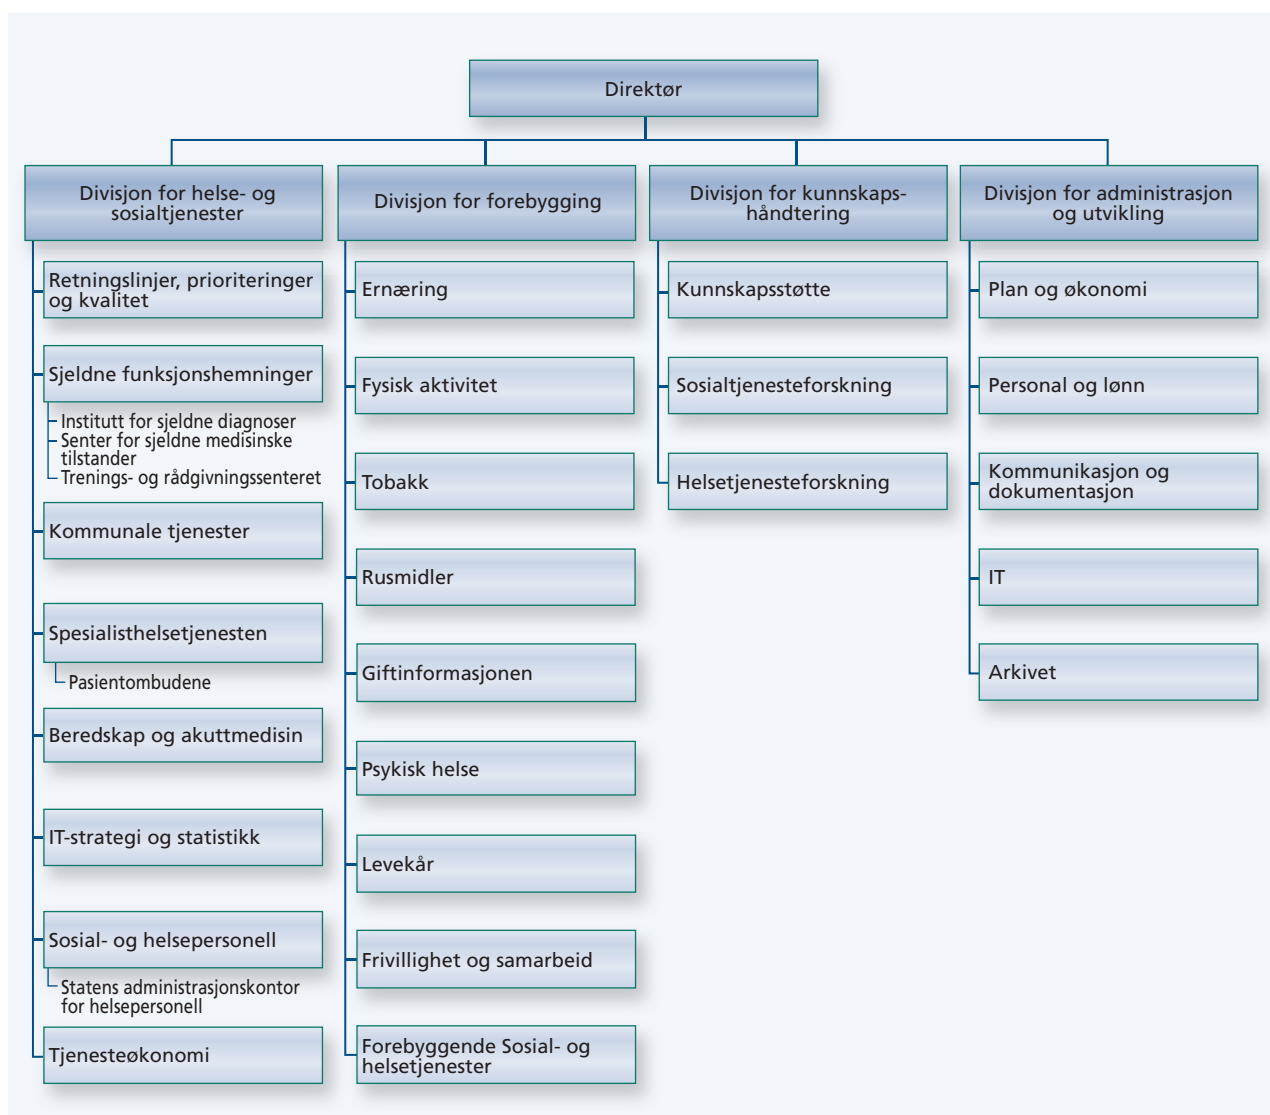 Direktør
Divisjon for helse- og
sosialtjenester
Retningslinjer, prioriteringer
og kvalitet
Sjeldne funksjonshemninger
Institutt for sjeldne diagnoser
Senter for sjeldne medisinske
tilstander
Trenings- og rådgivningssenteret
Kommunale tjenester
Spesialisthelsetjenesten
Pasientombudene
Beredskap og akuttmedisin
IT-strategi og statistikk
Sosial- og helsepersonell
Statens administrasjonskontor
for helsepersonell
Tjenesteøkonomi
Divisjon for forebygging
Ernæring
Fysisk aktivitet
Tobakk
Rusmidler
Giftinformasjonen
Psykisk helse
Levekår
Frivillighet og samarbeid
Forebyggende Sosial- og
helsetjenester
Divisjon for kunnskaps-
håndtering
Kunnskapsstøtte
Sosialtjenesteforskning
Helsetjenesteforskning
Divisjon for administrasjon
og utvikling
Plan og økonomi
Personal og lønn
Kommunikasjon og
dokumentasjon
IT
Arkivet